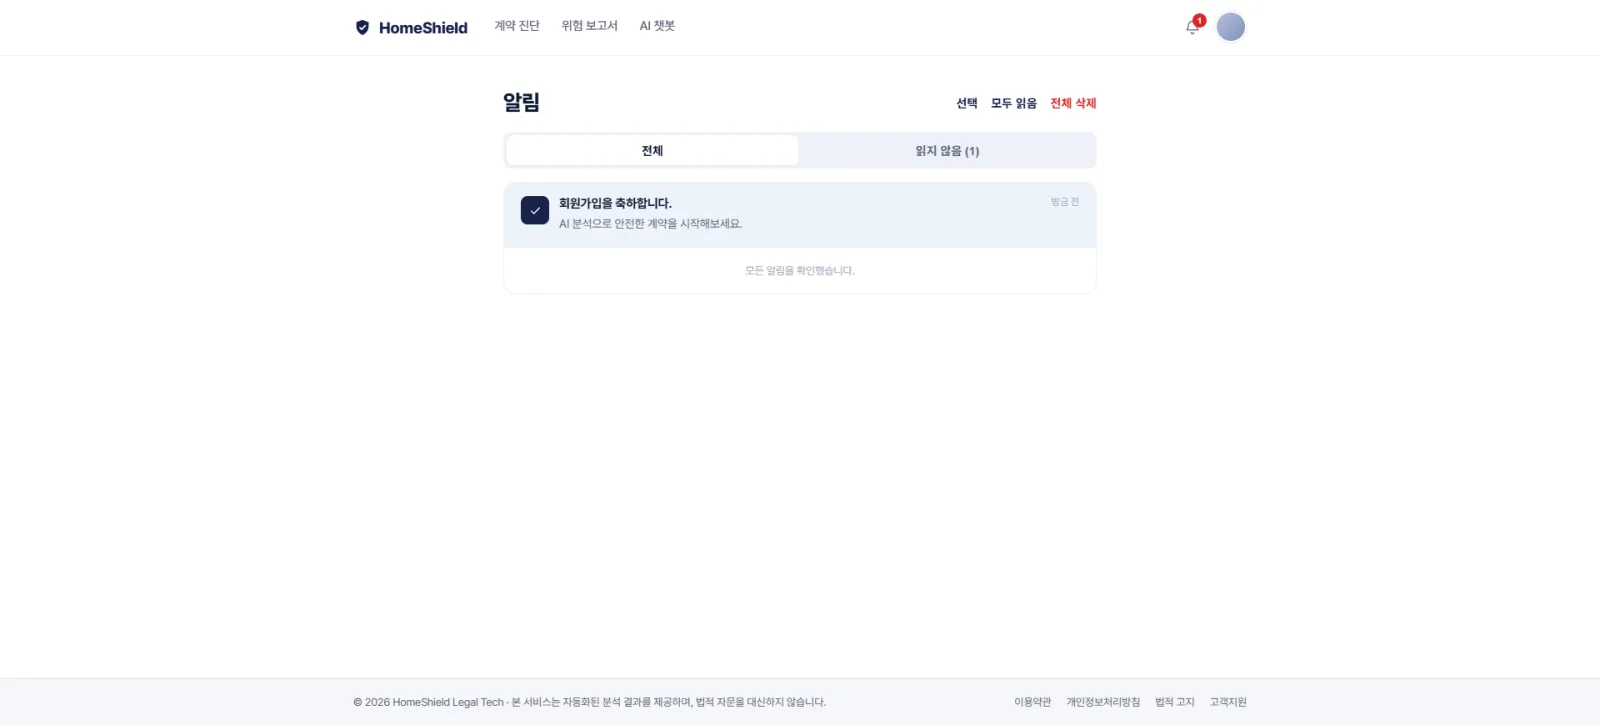 HomeShield 계약 진단 위험 보고서 AI 챗봇 1
알림 선택 모두 읽음 전체 삭제
전체 읽지 않음 (1)
회원가입을 축하합니다. 방금 전
AI 분석으로 안전한 계약을 시작해보세요.
모든 알림을 확인했습니다.
© 2026 HomeShield Legal Tech · 본 서비스는 자동화된 분석 결과를 제공하며, 법적 자문을 대신하지 않습니다. 이용약관 개인정보처리방침 법적 고지 고객지원